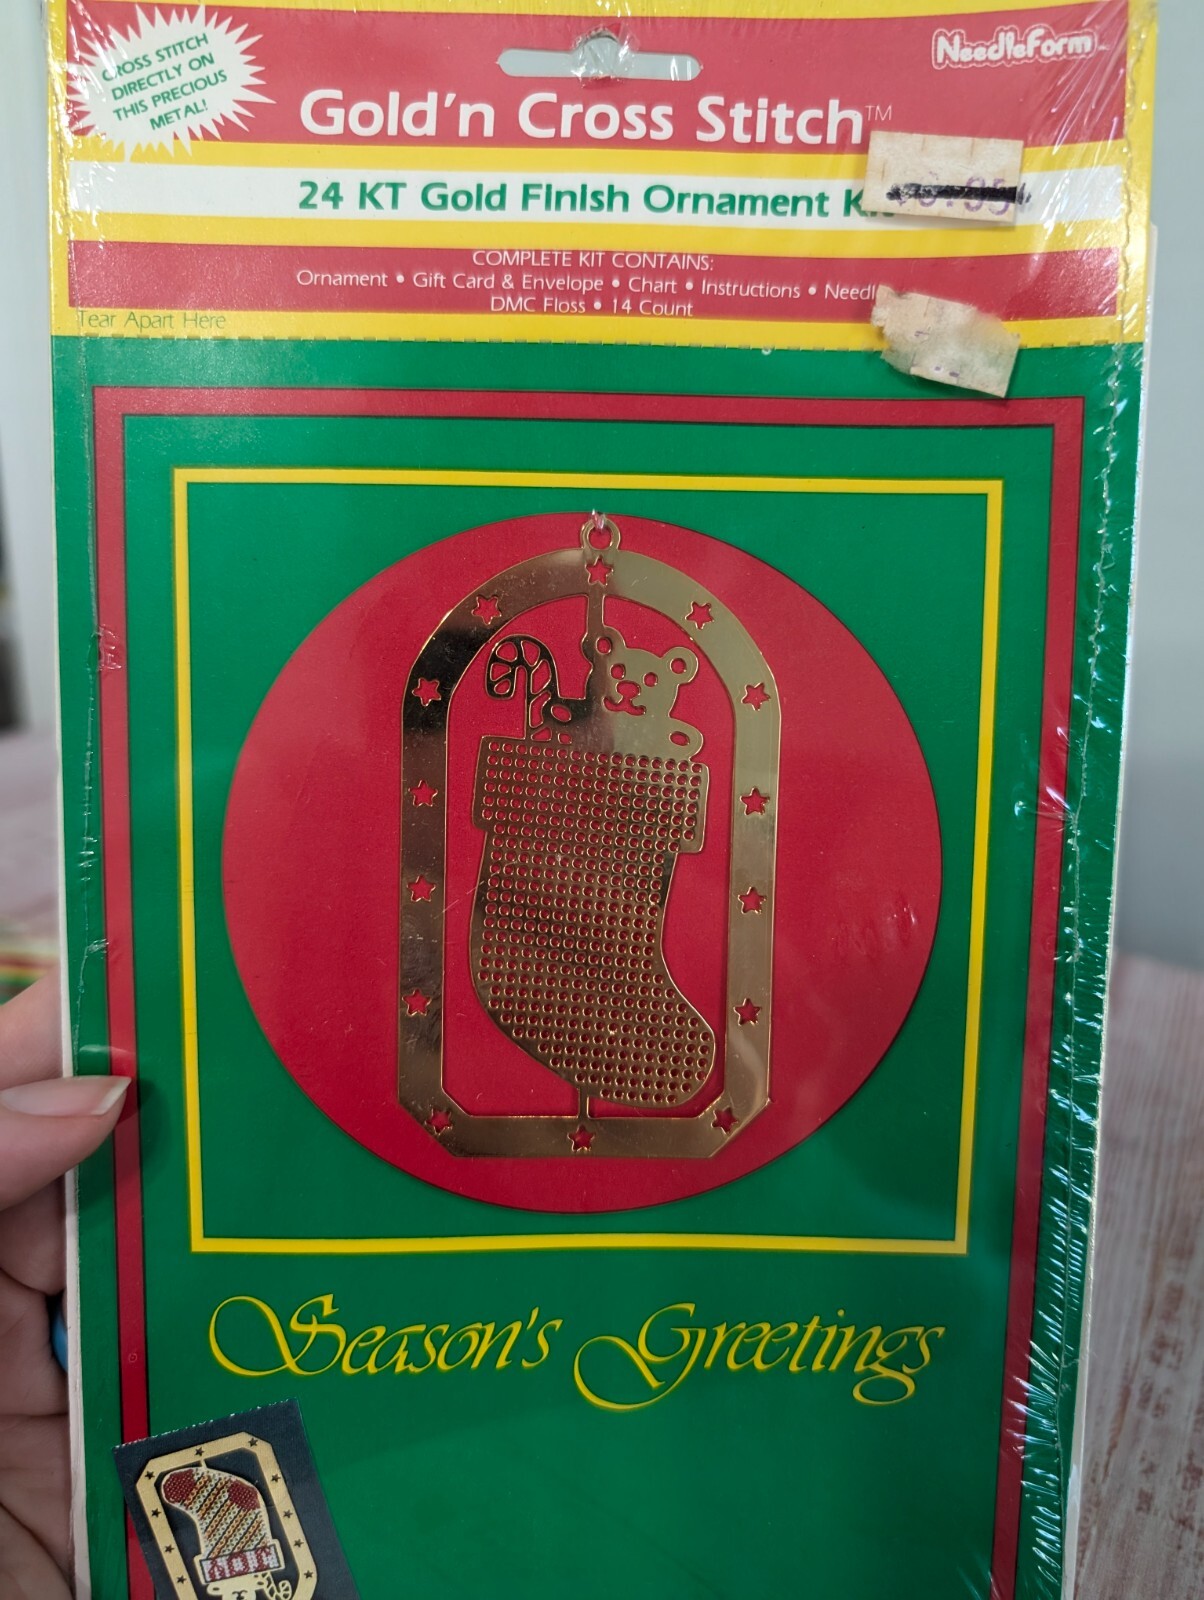 CROSS STITCH
DIRECTLY ON
THIS PRECIOUS
METAL!
NeedleForm
Gold'n Cross Stitch™
24 KT Gold Finish Ornament
COMPLETE KIT CONTAINS:
Ornament • Gift Card & Envelope • Chart • Instructions •
DMC Floss • 14 Count
Tear Apart Here
Season's Greetings